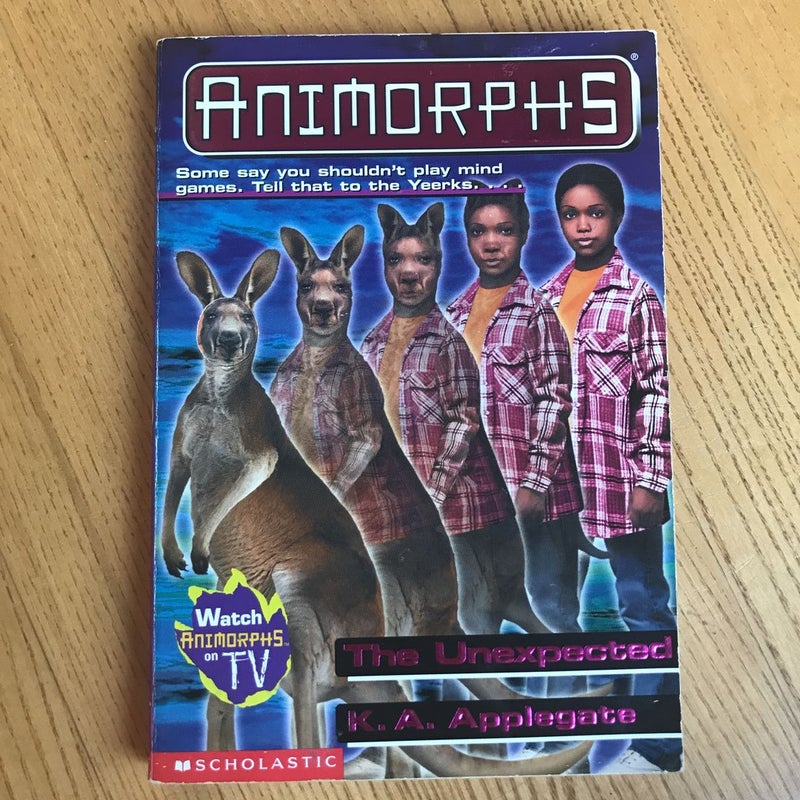 ANIMORPHS®
Some say you shouldn't play mind
games. Tell that to the Yeerks. . . .
Watch
ANIMORPHS™
on
TV
The Unexpected
K. A. Applegate
SCHOLASTIC